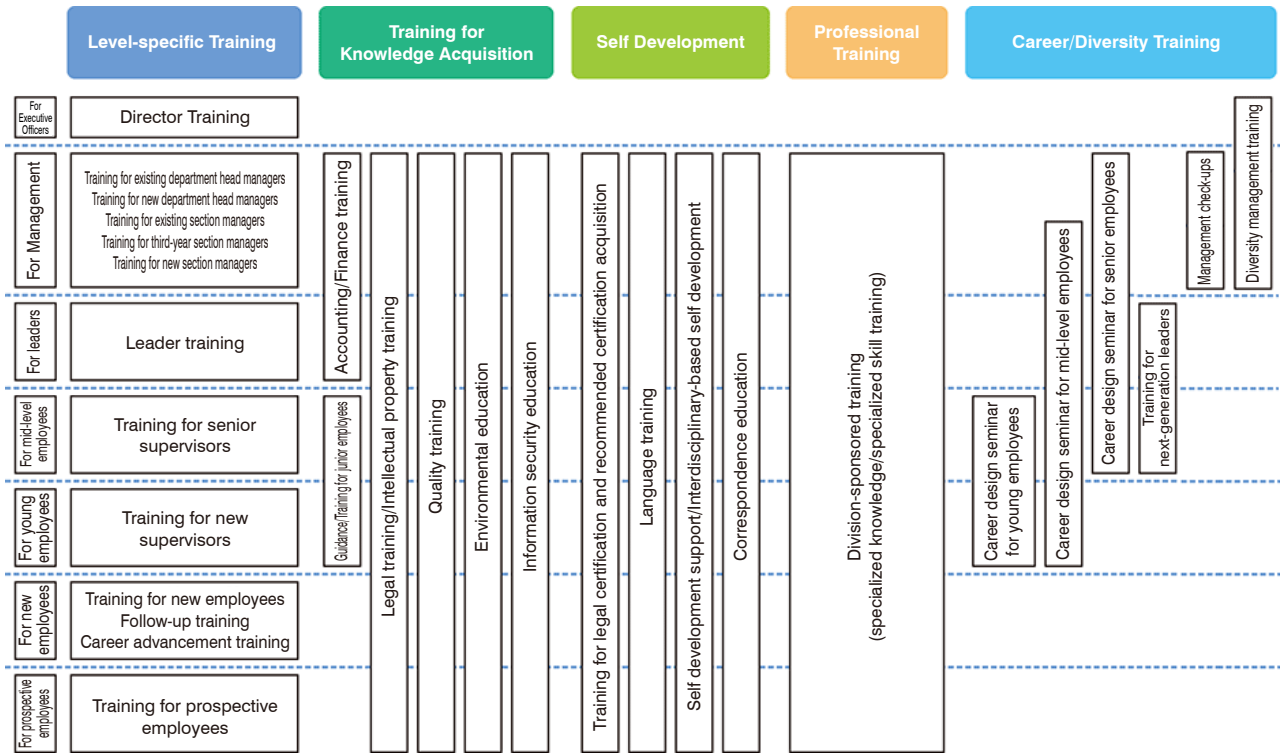 Level-specific Training
Training for
Knowledge Acquisition
Self Development
Professional
Training
Career/Diversity Training
For
Executive
Officers
Director Training
For Management
Training for existing department head managers
Training for new department head managers
Training for existing section managers
Training for third-year section managers
Training for new section managers
For leaders
Leader training
For mid-level
employees
Training for senior
supervisors
For young
employees
Training for new
supervisors
For new
employees
Training for new employees
Follow-up training
Career advancement training
For prospective
employees
Training for prospective
employees
Accounting/Finance training
Guidance/Training for junior employees
Legal training/Intellectual property training
Quality training
Environmental education
Information security education
Training for legal certification and recommended certification acquisition
Language training
Self development support/Interdisciplinary-based self development
Correspondence education
Division-sponsored training
(specialized knowledge/specialized skill training)
Career design seminar
for young employees
Career design seminar for mid-level employees
Career design seminar for senior employees
Training for
next-generation leaders
Management check-ups
Diversity management training